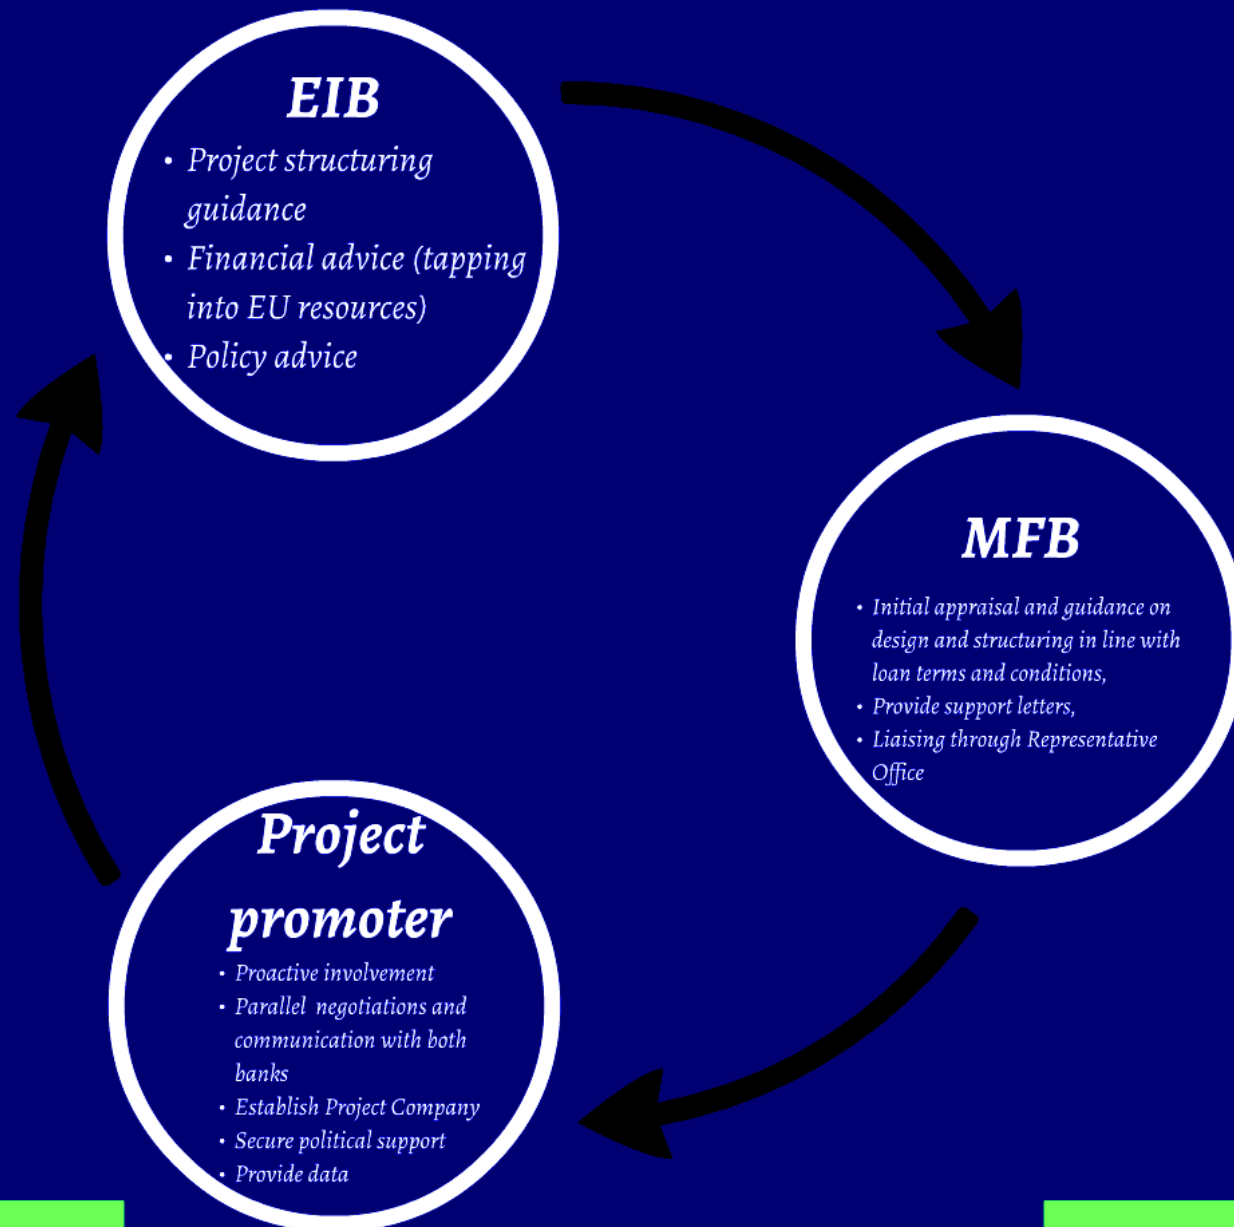 EIB
• Project structuring
guidance
• Financial advice (tapping
into EU resources)
• Policy advice
MFB
• Initial appraisal and guidance on
design and structuring in line with
loan terms and conditions,
• Provide support letters,
• Liaising through Representative
Office
Project
promoter
• Proactive involvement
• Parallel  negotiations and
communication with both
banks
• Establish Project Company
• Secure political support
• Provide data